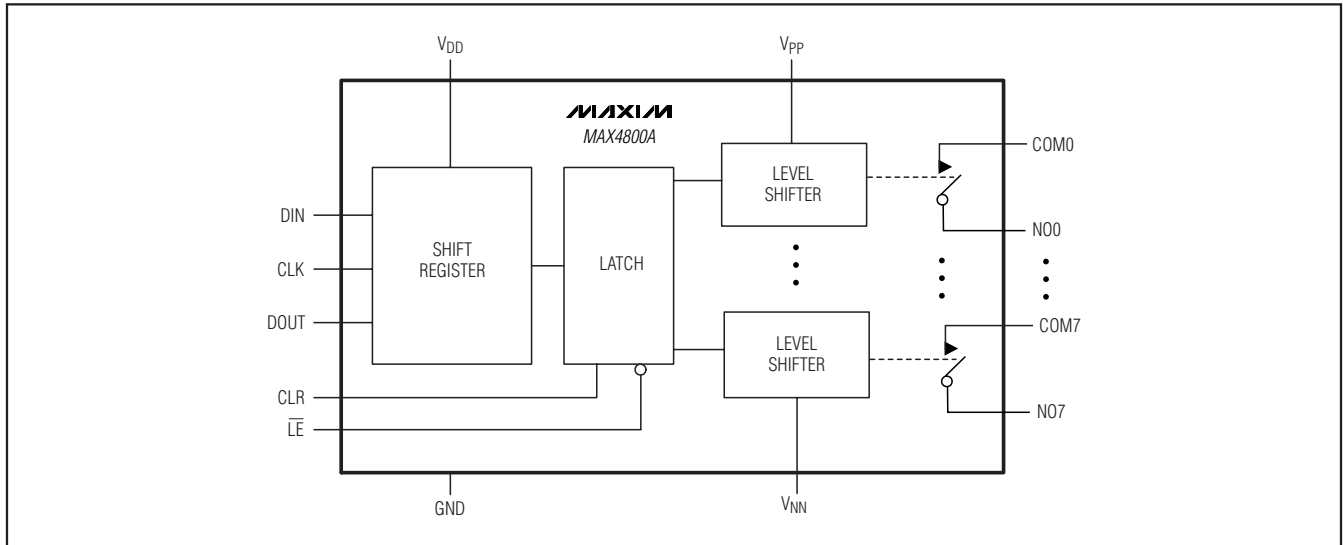 VDD
VPP
MAXIM
MAX4800A
COM0
LEVEL
SHIFTER
DIN
NO0
SHIFT
REGISTER
LATCH
CLK
DOUT
COM7
LEVEL
SHIFTER
CLR
NO7
L̅E̅
GND
VNN